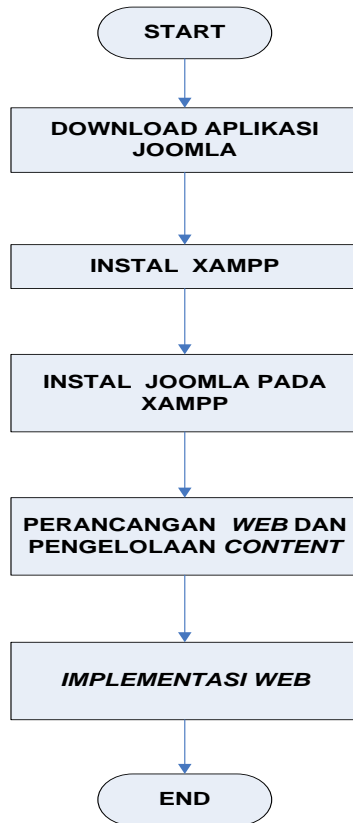 START
DOWNLOAD APLIKASI
JOOMLA
INSTAL XAMPP
INSTAL JOOMLA PADA
XAMPP
PERANCANGAN WEB DAN
PENGELOLAAN CONTENT
IMPLEMENTASI WEB
END